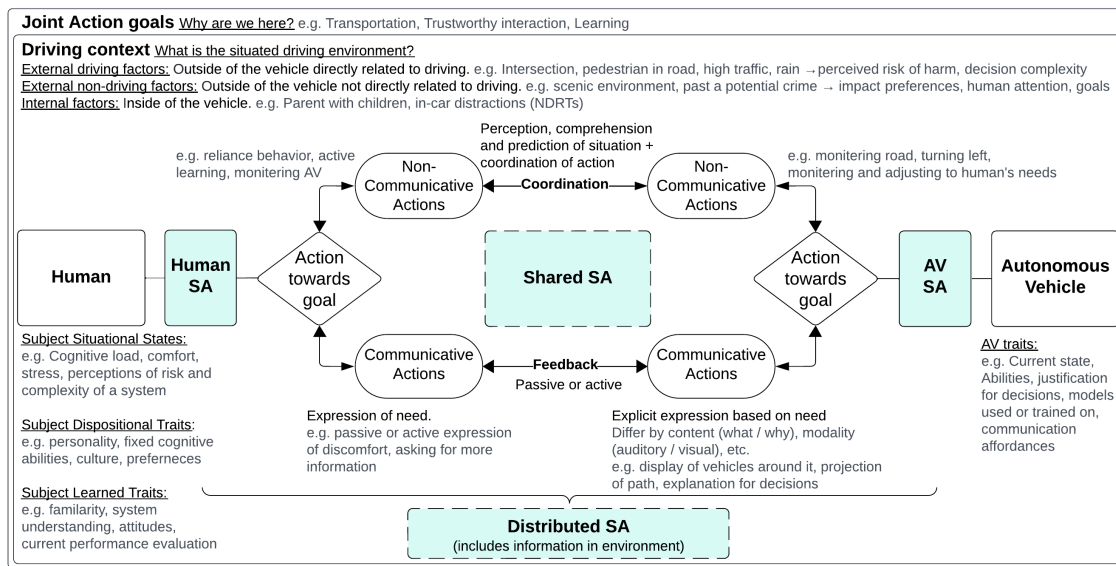 Joint Action goals Why are we here? e.g. Transportation, Trustworthy interaction, Learning
Driving context What is the situated driving environment?
External driving factors: Outside of the vehicle directly related to driving. e.g. Intersection, pedestrian in road, high traffic, rain →perceived risk of harm, decision complexity
External non-driving factors: Outside of the vehicle not directly related to driving. e.g. scenic environment, past a potential crime → impact preferences, human attention, goals
Internal factors: Inside of the vehicle. e.g. Parent with children, in-car distractions (NDRTs)
Perception, comprehension
and prediction of situation +
coordination of action
e.g. reliance behavior, active
learning, monitering AV
Non-
Communicative
Actions
Coordination
Non-
Communicative
Actions
e.g. monitering road, turning left,
monitering and adjusting to human's needs
Human
Human
SA
Action
towards
goal
Shared SA
Action
towards
goal
AV
SA
Autonomous
Vehicle
Subject Situational States:
e.g. Cognitive load, comfort,
stress, perceptions of risk and
complexity of a system
Communicative
Actions
Feedback
Passive or active
Communicative
Actions
AV traits:
e.g. Current state,
Abilities, justification
for decisions, models
used or trained on,
communication
affordances
Expression of need.
e.g. passive or active expression
of discomfort, asking for more
information
Explicit expression based on need
Differ by content (what / why), modality
(auditory / visual), etc.
e.g. display of vehicles around it, projection
of path, explanation for decisions
Subject Dispositional Traits:
e.g. personality, fixed cognitive
abilities, culture, preferneces
Subject Learned Traits:
e.g. familarity, system
understanding, attitudes,
current performance evaluation
Distributed SA
(includes information in environment)